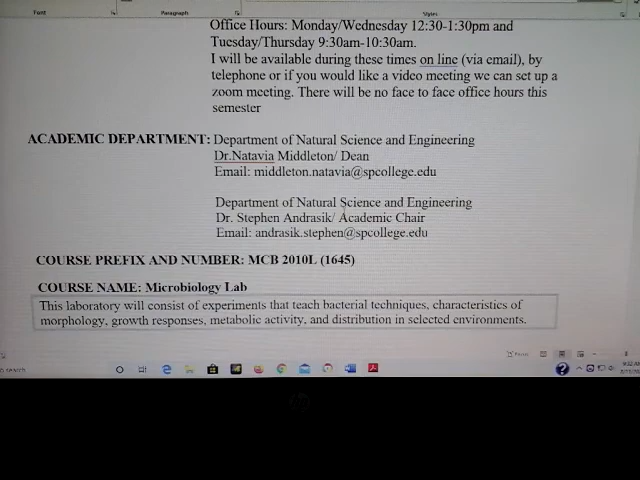 Font
Paragraph
Styles
Office Hours: Monday/Wednesday 12:30-1:30pm and
Tuesday/Thursday 9:30am-10:30am.
I will be available during these times on line (via email), by
telephone or if you would like a video meeting we can set up a
zoom meeting. There will be no face to face office hours this
semester
ACADEMIC DEPARTMENT: Department of Natural Science and Engineering
Dr.Natavia Middleton/ Dean
Email: middleton.natavia@spcollege.edu
Department of Natural Science and Engineering
Dr. Stephen Andrasik/ Academic Chair
Email: andrasik.stephen@spcollege.edu
COURSE PREFIX AND NUMBER: MCB 2010L (1645)
COURSE NAME: Microbiology Lab
This laboratory will consist of experiments that teach bacterial techniques, characteristics of
morphology, growth responses, metabolic activity, and distribution in selected environments.
Focus